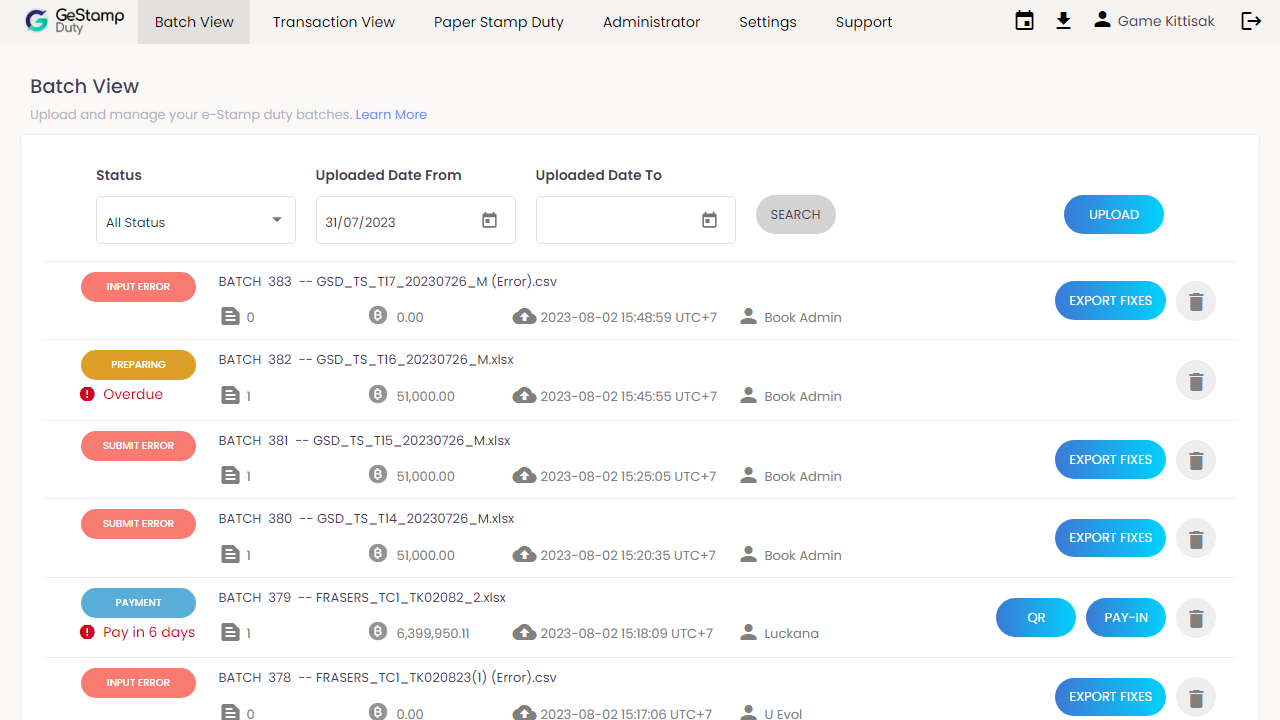 GeStamp
Duty
Batch View
Transaction View
Paper Stamp Duty
Administrator
Settings
Support
Game Kittisak
Batch View
Upload and manage your e-Stamp duty batches. Learn More
Status
Uploaded Date From
Uploaded Date To
All Status
31/07/2023
SEARCH
UPLOAD
INPUT ERROR
BATCH 383 -- GSD_TS_T17_20230726_M (Error).csv
0
0.00
2023-08-02 15:48:59 UTC+7
Book Admin
EXPORT FIXES
PREPARING
Overdue
BATCH 382 -- GSD_TS_T16_20230726_M.xlsx
1
51,000.00
2023-08-02 15:45:55 UTC+7
Book Admin
SUBMIT ERROR
BATCH 381 -- GSD_TS_T15_20230726_M.xlsx
1
51,000.00
2023-08-02 15:25:05 UTC+7
Book Admin
EXPORT FIXES
SUBMIT ERROR
BATCH 380 -- GSD_TS_T14_20230726_M.xlsx
1
51,000.00
2023-08-02 15:20:35 UTC+7
Book Admin
EXPORT FIXES
PAYMENT
Pay in 6 days
BATCH 379 -- FRASERS_TC1_TK02082_2.xlsx
1
6,399,950.11
2023-08-02 15:18:09 UTC+7
Luckana
QR
PAY-IN
INPUT ERROR
BATCH 378 -- FRASERS_TC1_TK020823(1) (Error).csv
0
0.00
2023-08-02 15:17:06 UTC+7
U Evol
EXPORT FIXES